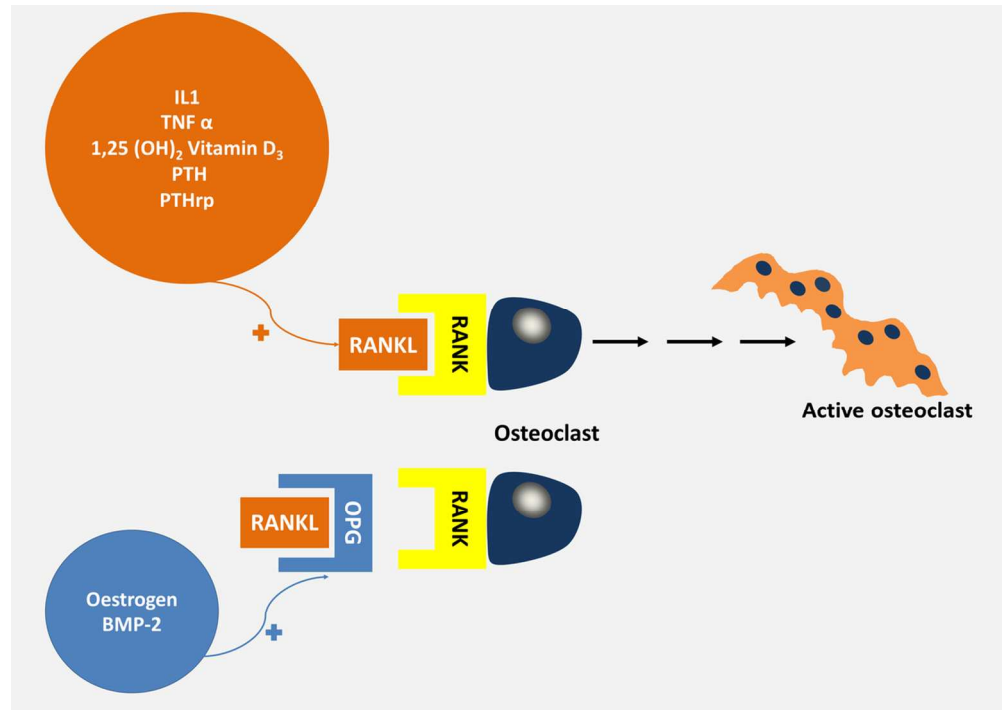 IL1
TNF α
1,25 (OH)₂ Vitamin D₃
PTH
PTHrp
+
RANKL
RANK
Active osteoclast
Osteoclast
RANKL
OPG
RANK
Oestrogen
BMP-2
+